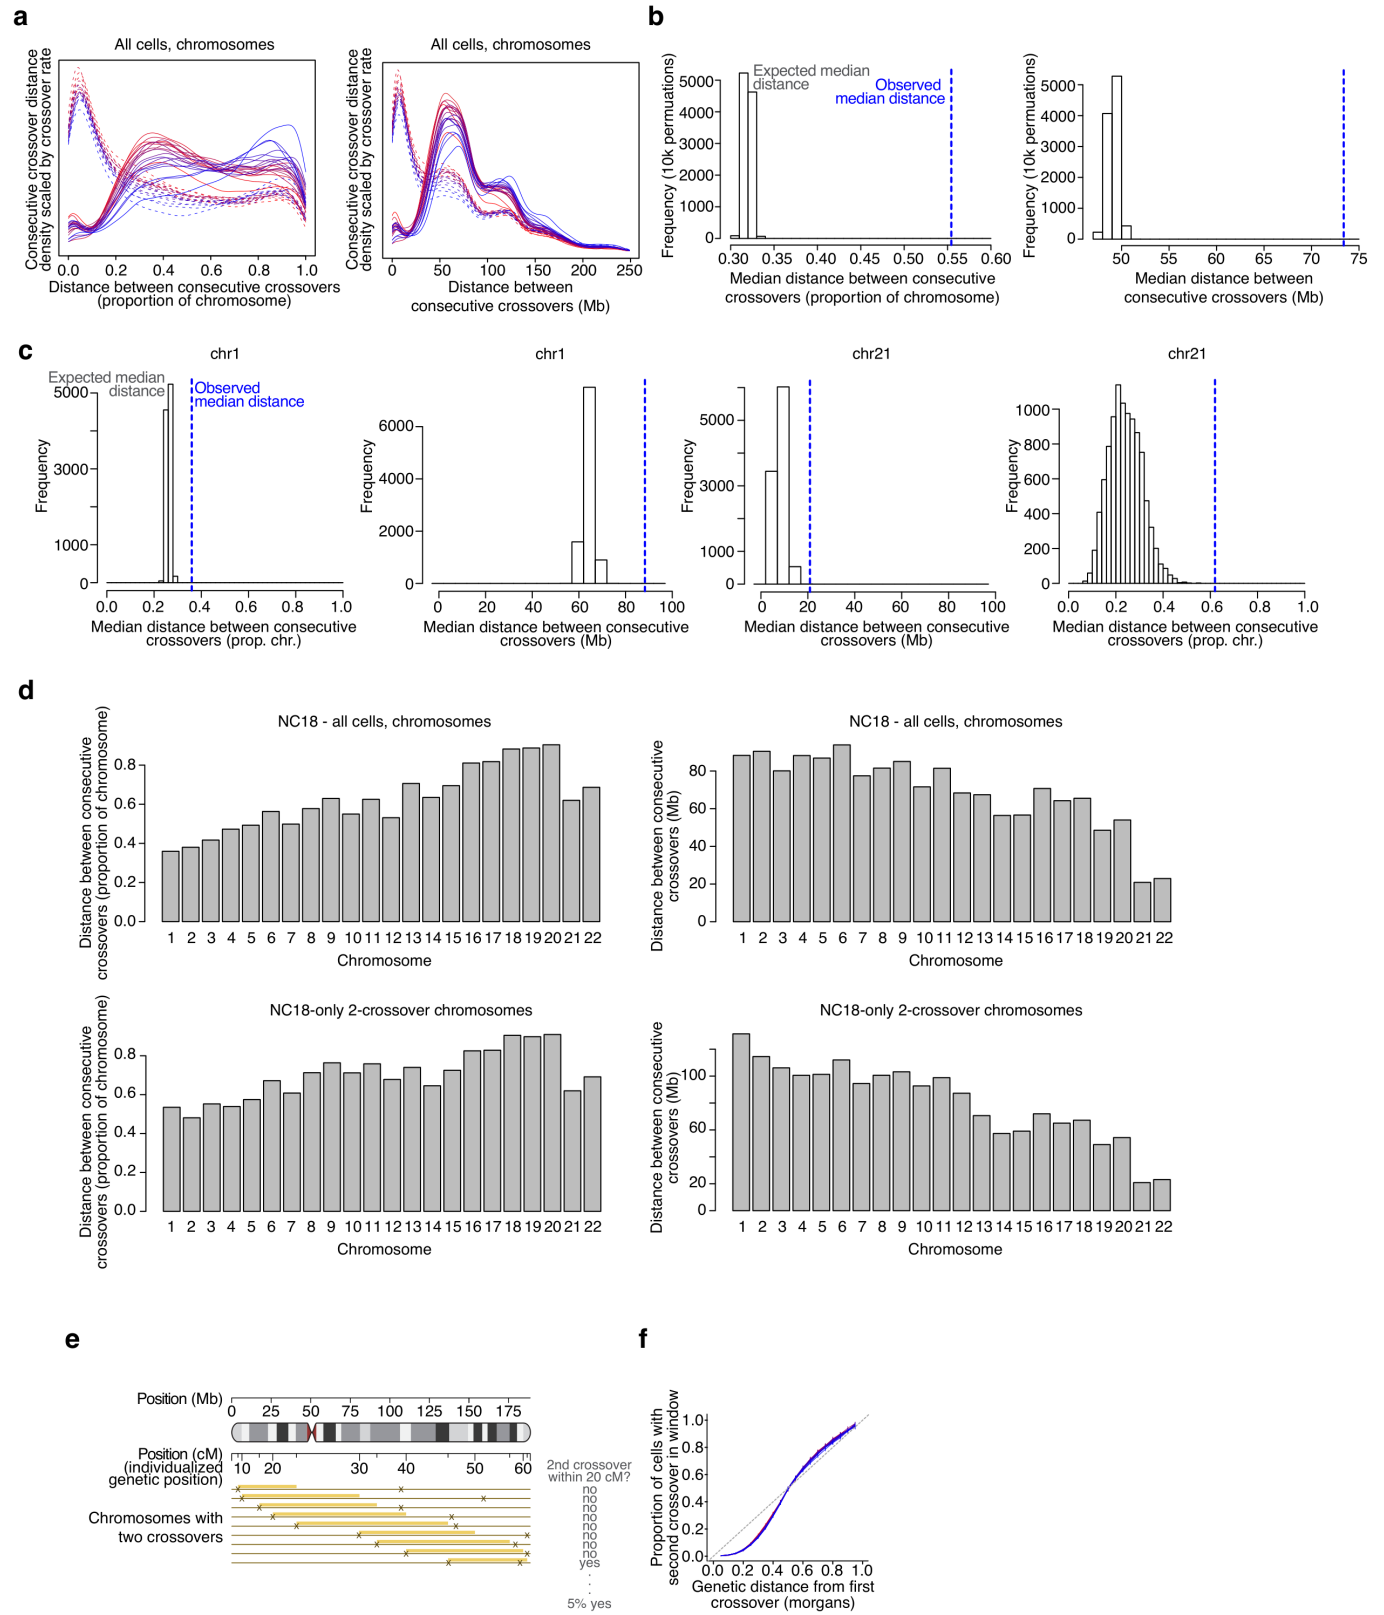 a
All cells, chromosomes
Consecutive crossover distance
density scaled by crossover rate
0.0 0.2 0.4 0.6 0.8 1.0
Distance between consecutive crossovers
(proportion of chromosome)
All cells, chromosomes
Consecutive crossover distance
density scaled by crossover rate
0 50 100 150 200 250
Distance between
consecutive crossovers (Mb)
b
Frequency (10k permuations)
5000
4000
3000
2000
1000
0
Expected median
distance
Observed
median distance
0.30 0.35 0.40 0.45 0.50 0.55 0.60
Median distance between consecutive
crossovers (proportion of chromosome)
Frequency (10k permuations)
5000
4000
3000
2000
1000
0
50 55 60 65 70 75
Median distance between
consecutive crossovers (Mb)
c
chr1
Expected median
distance
Observed
median distance
Frequency
5000
3000
1000
0
0.0 0.2 0.4 0.6 0.8 1.0
Median distance between consecutive
crossovers (prop. chr.)
chr1
Frequency
6000
4000
2000
0
0 20 40 60 80 100
Median distance between consecutive
crossovers (Mb)
chr21
Frequency
5000
3000
1000
0
0 20 40 60 80 100
Median distance between consecutive
crossovers (Mb)
chr21
Frequency
1000
800
600
400
200
0
0.0 0.2 0.4 0.6 0.8 1.0
Median distance between consecutive
crossovers (prop. chr.)
d
NC18 - all cells, chromosomes
Distance between consecutive
crossovers (proportion of chromosome)
0.8
0.6
0.4
0.2
0.0
1 2 3 4 5 6 7 8 9 10 11 12 13 14 15 16 17 18 19 20 21 22
Chromosome
NC18 - all cells, chromosomes
Distance between consecutive
crossovers (Mb)
80
60
40
20
0
1 2 3 4 5 6 7 8 9 10 11 12 13 14 15 16 17 18 19 20 21 22
Chromosome
NC18-only 2-crossover chromosomes
Distance between consecutive
crossovers (proportion of chromosome)
0.8
0.6
0.4
0.2
0.0
1 2 3 4 5 6 7 8 9 10 11 12 13 14 15 16 17 18 19 20 21 22
Chromosome
NC18-only 2-crossover chromosomes
Distance between consecutive
crossovers (Mb)
100
60
20
0
1 2 3 4 5 6 7 8 9 10 11 12 13 14 15 16 17 18 19 20 21 22
Chromosome
e
Position (Mb)
0 25 50 75 100 125 150 175
Position (cM)
(individualized
genetic position)
10 20 30 40 50 60
2nd crossover
within 20 cM?
Chromosomes with
two crossovers
no
no
no
no
no
no
no
no
yes
.
.
.
5% yes
f
Proportion of cells with
second crossover in window
1.0
0.8
0.6
0.4
0.2
0.0
0.0 0.2 0.4 0.6 0.8 1.0
Genetic distance from first
crossover (morgans)